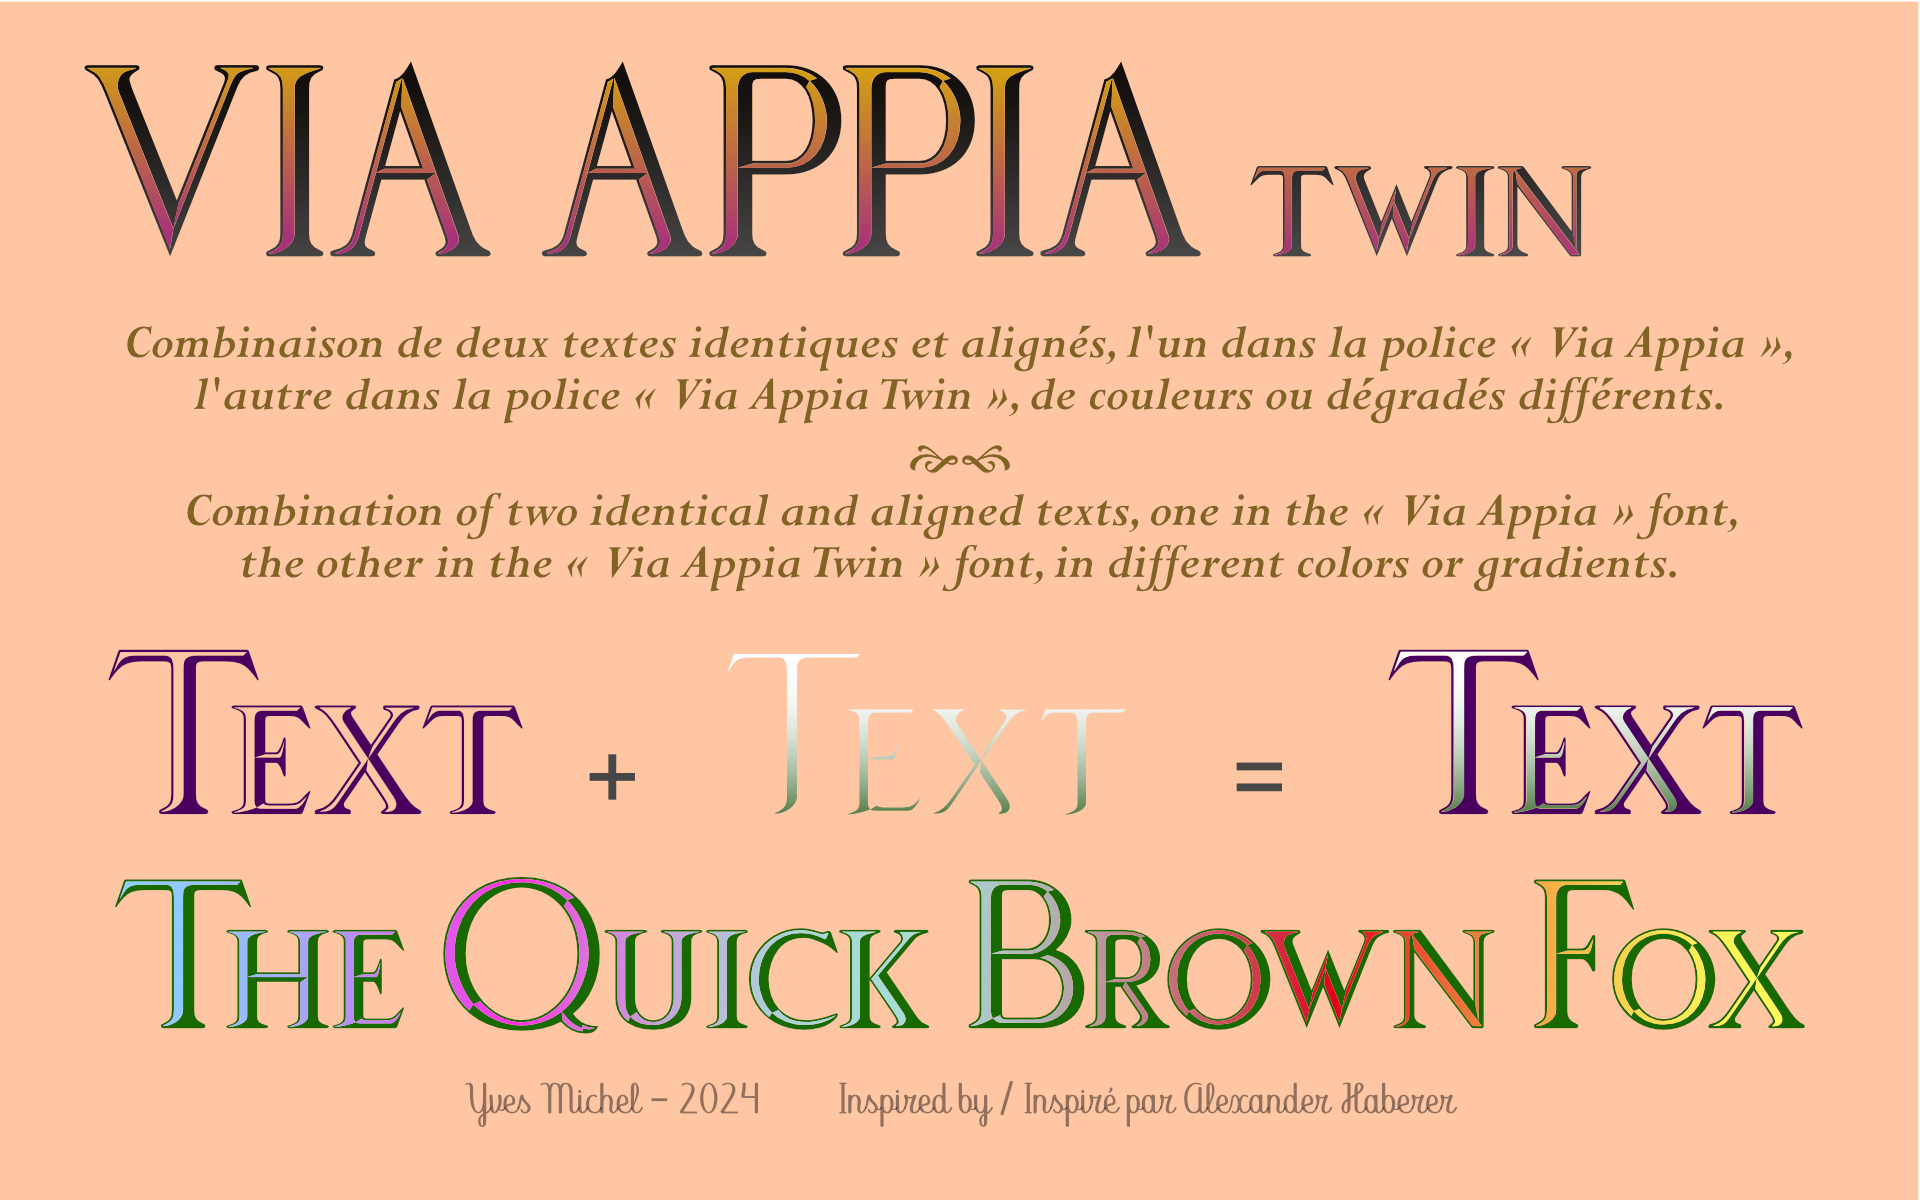 VIA APPIA TWIN
Combinaison de deux textes identiques et alignés, l'un dans la police « Via Appia »,
l'autre dans la police « Via Appia Twin », de couleurs ou dégradés différents.
Combination of two identical and aligned texts, one in the « Via Appia » font,
the other in the « Via Appia Twin » font, in different colors or gradients.
Text + Text = Text
The Quick Brown Fox
Yves Michel – 2024 Inspired by / Inspiré par Alexander Haberer